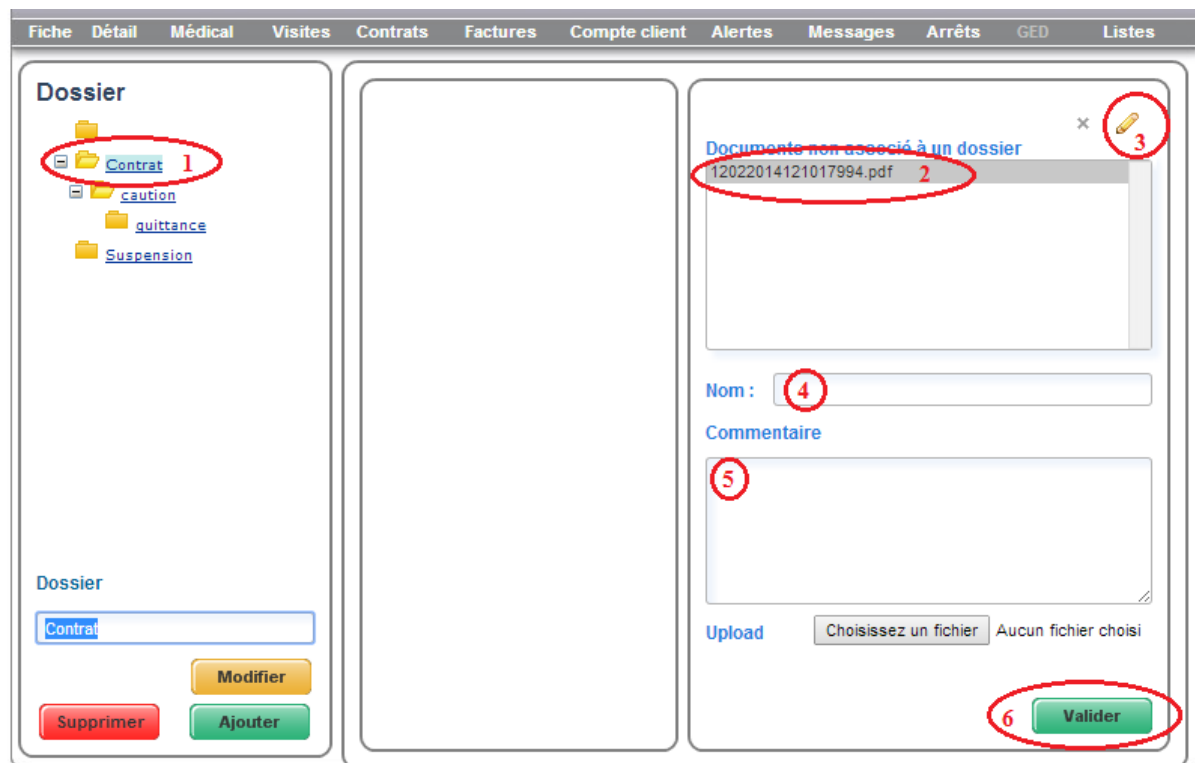 Fiche Détail Médical Visites Contrats Factures Compte client Alertes Messages Arrêts GED Listes
Dossier
Contrat 1
caution
quittance
Suspension
Dossier
Contrat
Modifier
Supprimer Ajouter
3
Documents non associé à un dossier
12022014121017994.pdf 2
Nom : 4
Commentaire
5
Upload Choisissez un fichier Aucun fichier choisi
6 Valider